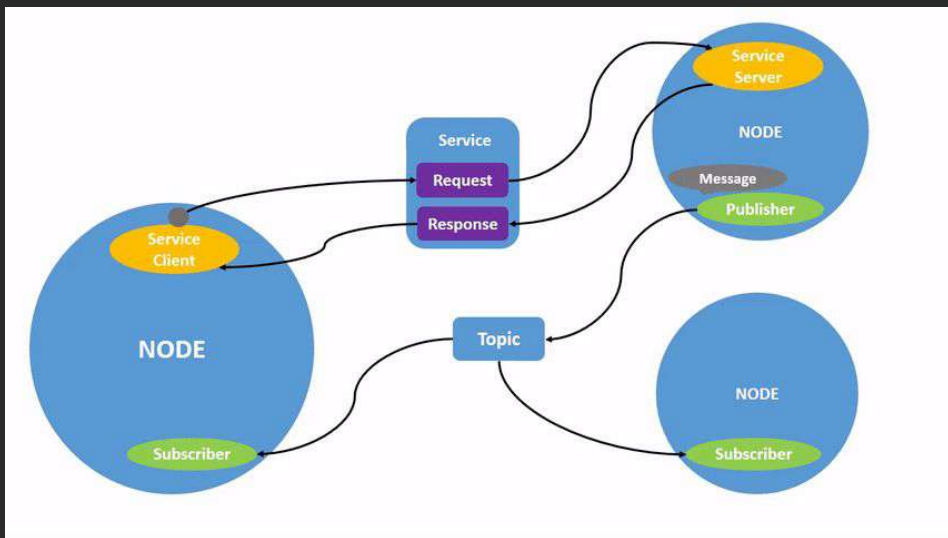 Service
Server
NODE
Message
Publisher
Service
Request
Response
Service
Client
NODE
Subscriber
Topic
NODE
Subscriber